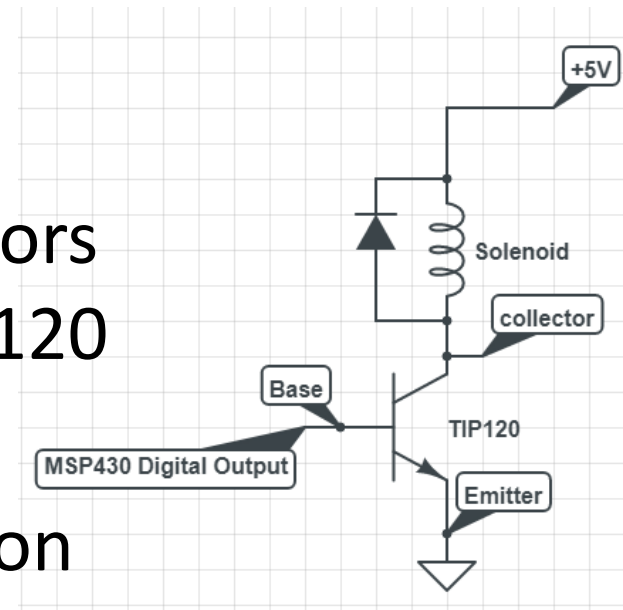 +5V
ors
Solenoid
120
collector
Base
TIP120
MSP430 Digital Output
Emitter
on